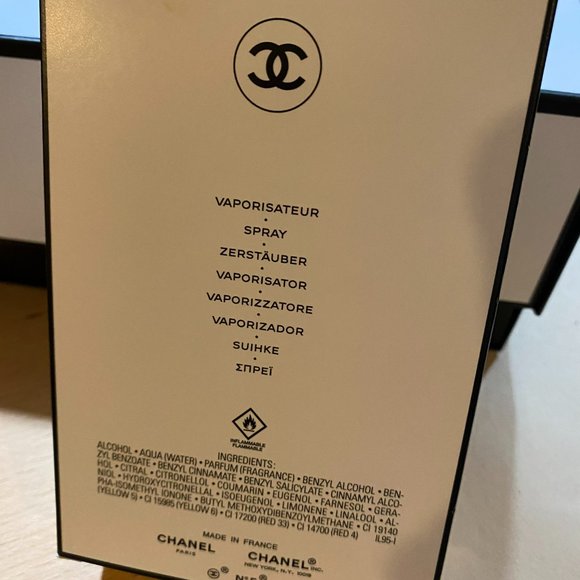 VAPORISATEUR
•
SPRAY
•
ZERSTÄUBER
•
VAPORISATOR
•
VAPORIZZATORE
•
VAPORIZADOR
•
SUIHKE
•
ΣΠΡΕΪ
INFLAMMABLE
FLAMMABLE
INGREDIENTS:
ALCOHOL • AQUA (WATER) • PARFUM (FRAGRANCE) • BENZYL ALCOHOL • BEN-
ZYL BENZOATE • BENZYL CINNAMATE • BENZYL SALICYLATE • CINNAMYL ALCO-
HOL • CITRAL • CITRONELLOL • COUMARIN • EUGENOL • FARNESOL • GERA-
NIOL • HYDROXYCITRONELLAL • ISOEUGENOL • LIMONENE • LINALOOL • AL-
PHA-ISOMETHYL IONONE • BUTYL METHOXYDIBENZOYLMETHANE • CI 19140
(YELLOW 5) • CI 15985 (YELLOW 6) • CI 17200 (RED 33) • CI 14700 (RED 4) IL95-I
MADE IN FRANCE
CHANEL CHANEL® INC.
PARIS NEW YORK, N.Y. 10019
® N°5®